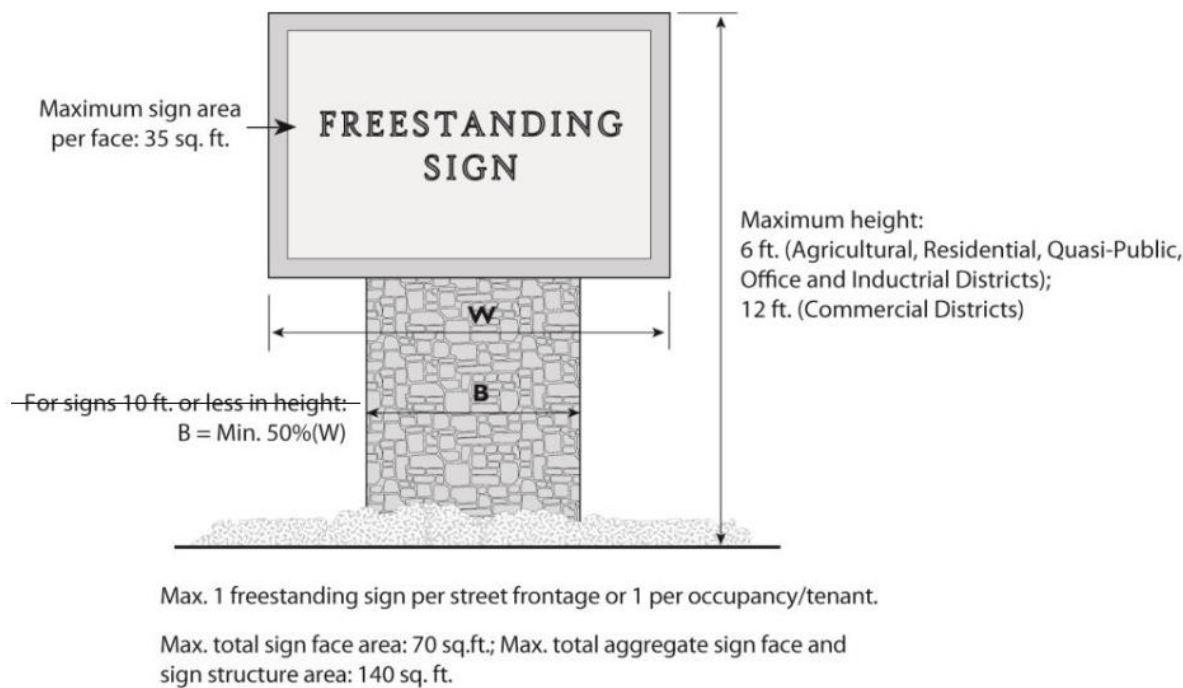 Maximum sign area
per face: 35 sq. ft.
FREESTANDING
SIGN
Maximum height:
6 ft. (Agricultural, Residential, Quasi-Public,
Office and Inductrial Districts);
12 ft. (Commercial Districts)
W
B
For signs 10 ft. or less in height:
B = Min. 50%(W)
Max. 1 freestanding sign per street frontage or 1 per occupancy/tenant.
Max. total sign face area: 70 sq.ft.; Max. total aggregate sign face and
sign structure area: 140 sq. ft.